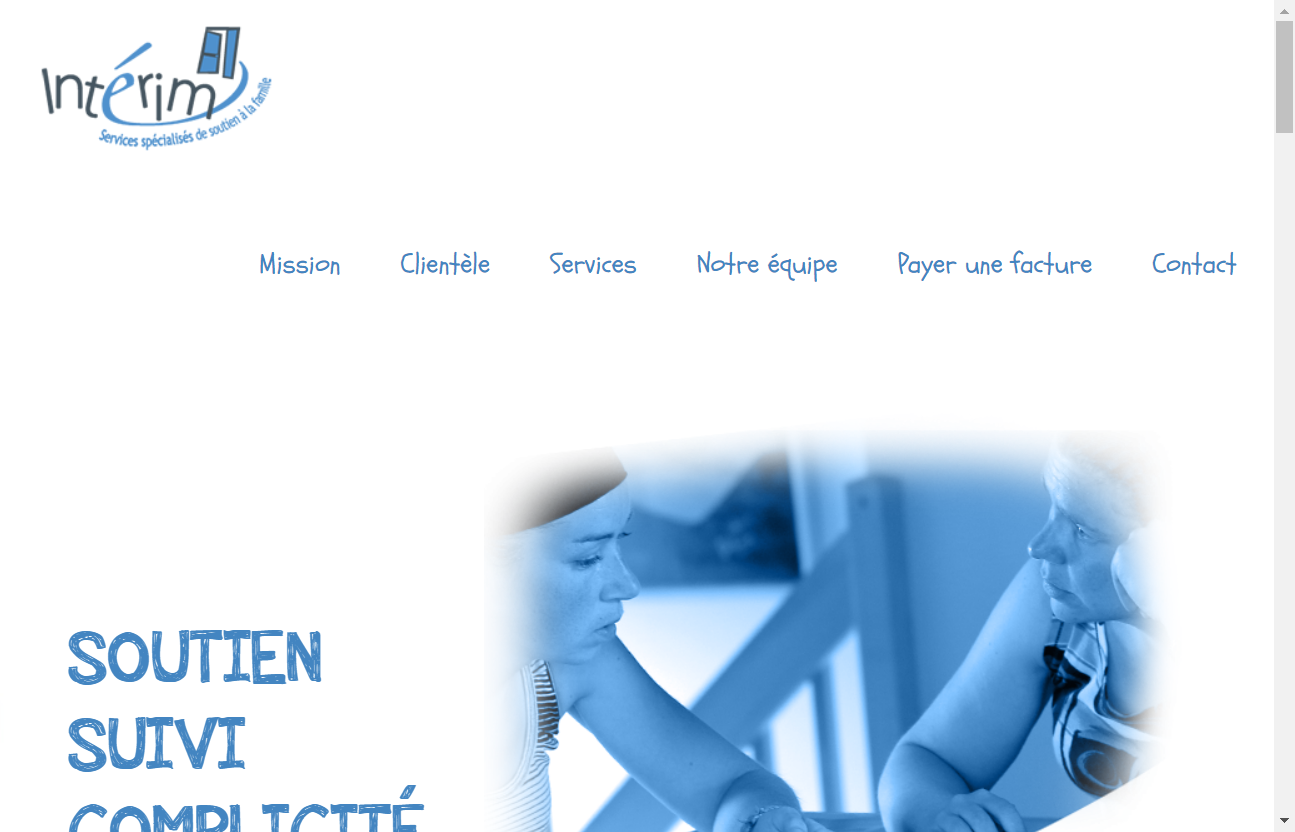 Intérim
Services spécialisés de soutien à la famille
Mission Clientèle Services Notre équipe Payer une facture Contact
SOUTIEN
SUIVI
COMPLICITÉ